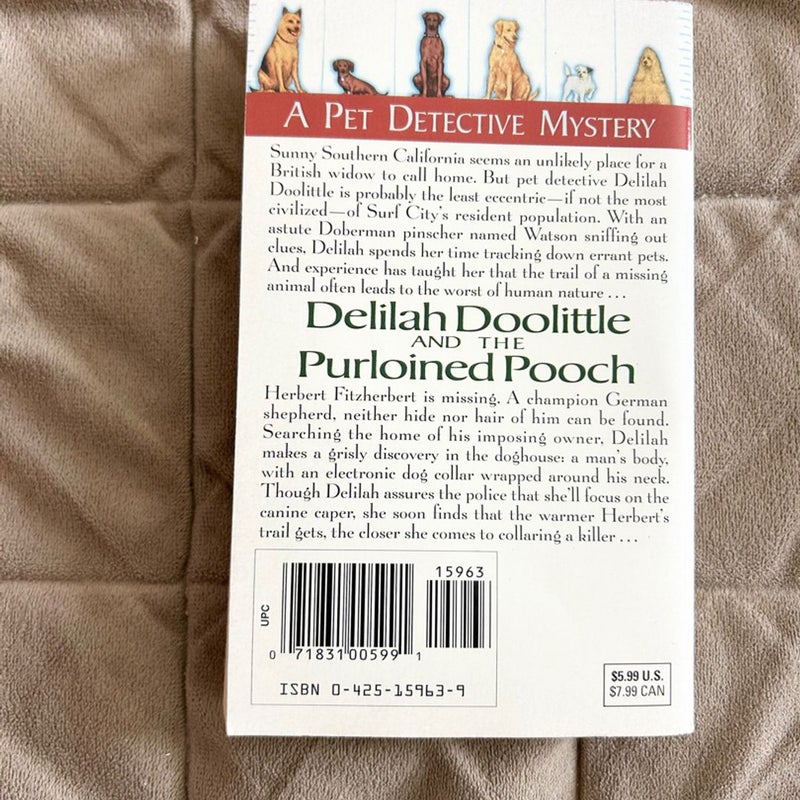 A PET DETECTIVE MYSTERY
Sunny Southern California seems an unlikely place for a
British widow to call home. But pet detective Delilah
Doolittle is probably the least eccentric—if not the most
civilized—of Surf City's resident population. With an
astute Doberman pinscher named Watson sniffing out
clues, Delilah spends her time tracking down errant pets.
And experience has taught her that the trail of a missing
animal often leads to the worst of human nature ...
Delilah Doolittle
AND THE
Purloined Pooch
Herbert Fitzherbert is missing. A champion German
shepherd, neither hide nor hair of him can be found.
Searching the home of his imposing owner, Delilah
makes a grisly discovery in the doghouse: a man's body,
with an electronic dog collar wrapped around his neck.
Though Delilah assures the police that she'll focus on the
canine caper, she soon finds that the warmer Herbert's
trail gets, the closer she comes to collaring a killer ...
15963
UPC
0 71831 00599 1
ISBN 0-425-15963-9
$5.99 U.S.
$7.99 CAN